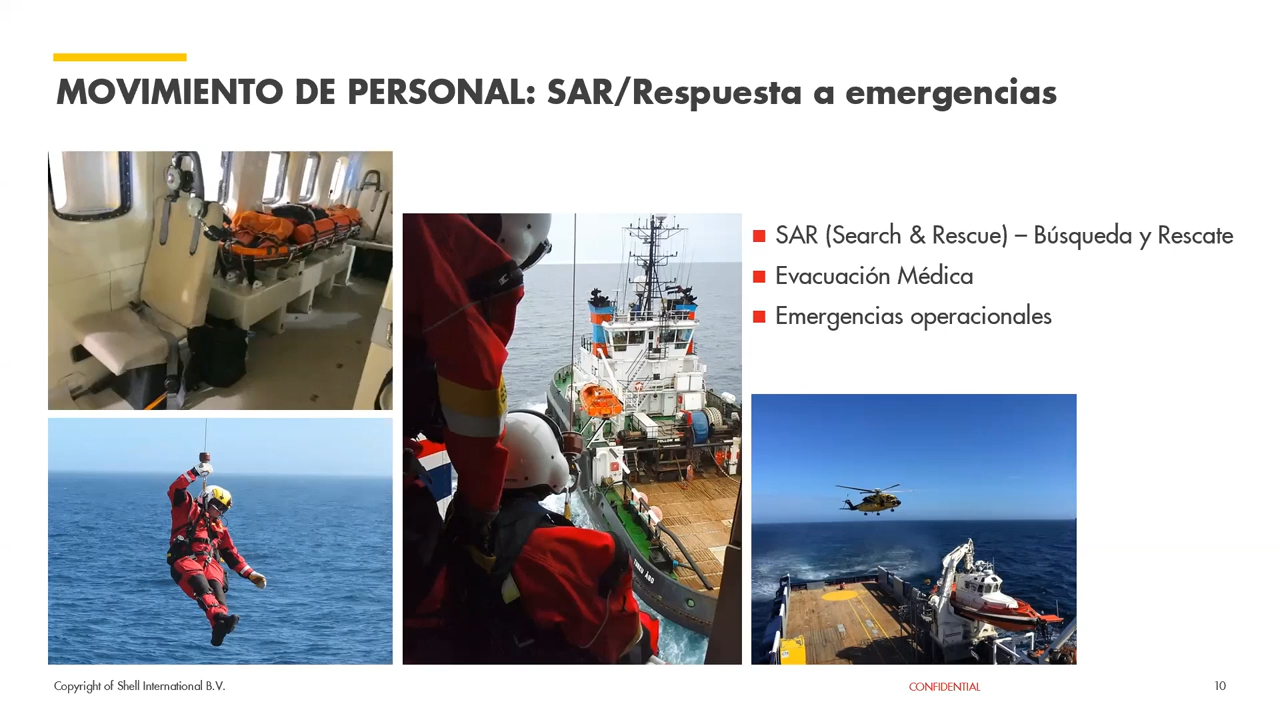 MOVIMIENTO DE PERSONAL: SAR/Respuesta a emergencias
SAR (Search & Rescue) – Búsqueda y Rescate
Evacuación Médica
Emergencias operacionales
Copyright of Shell International B.V.
CONFIDENTIAL
10